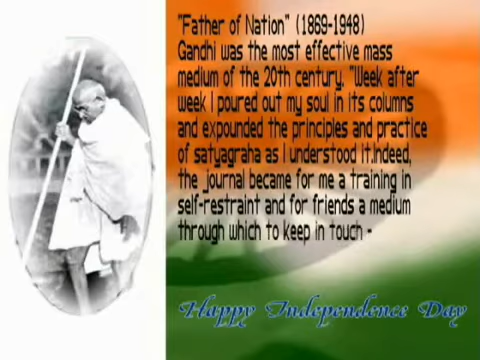 "Father of Nation" (1869-1948)
Gandhi was the most effective mass
medium of the 20th century. "Week after
week I poured out my soul in its columns
and expounded the principles and practice
of satyagraha as I understood it.Indeed,
the journal became for me a training in
self-restraint and for friends a medium
through which to keep in touch -
Happy Independence Day